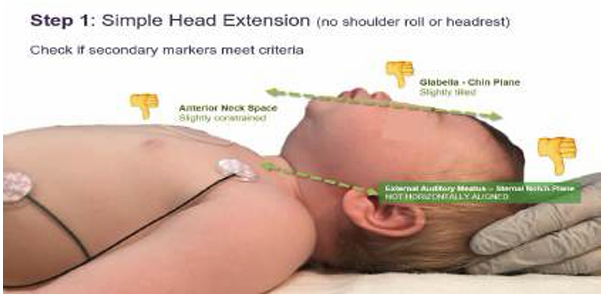 Step 1: Simple Head Extension (no shoulder roll or headrest)
Check if secondary markers meet criteria
Glabella - Chin Plane
Slightly tilted
Anterior Neck Space
Slightly constrained
External Auditory Meatus – Sternal Notch Plane
NOT HORIZONTALLY ALIGNED